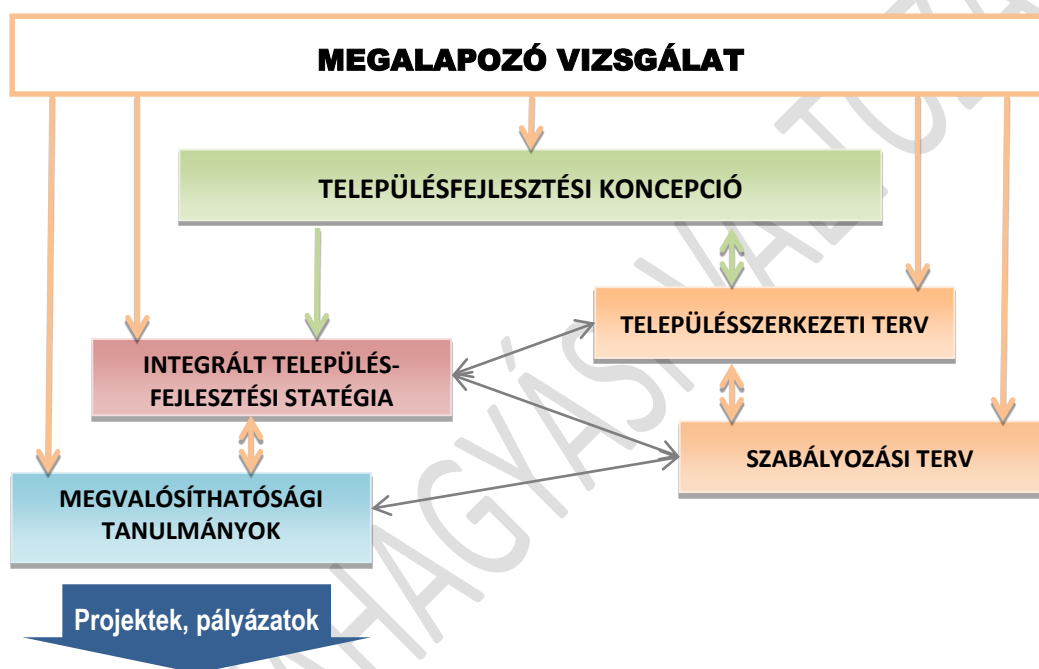 MEGALAPOZÓ VIZSGÁLAT
TELEPÜLÉSFEJLESZTÉSI KONCEPCIÓ
TELEPÜLÉSSZERKEZETI TERV
INTEGRÁLT TELEPÜLÉS-
FEJLESZTÉSI STATÉGIA
SZABÁLYOZÁSI TERV
MEGVALÓSÍTHATÓSÁGI
TANULMÁNYOK
Projektek, pályázatok